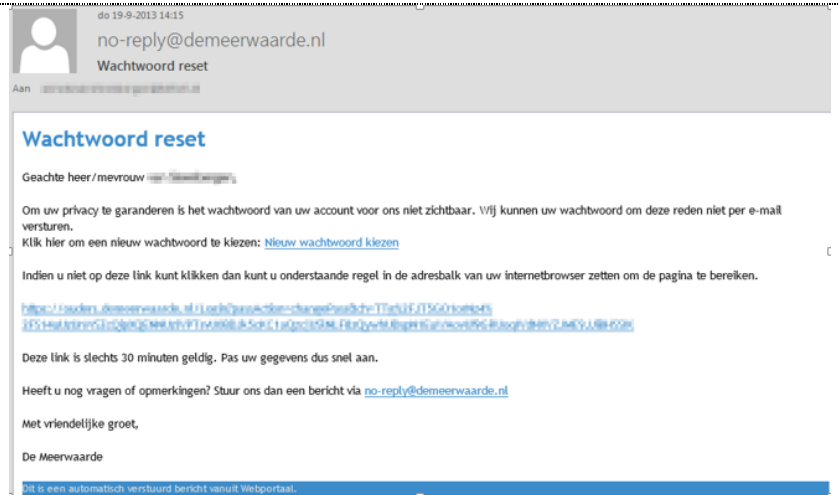 do 19-9-2013 14:15
no-reply@demeerwaarde.nl
Wachtwoord reset
Aan
Wachtwoord reset
Geachte heer/mevrouw
Om uw privacy te garanderen is het wachtwoord van uw account voor ons niet zichtbaar. Wij kunnen uw wachtwoord om deze reden niet per e-mail
versturen.
Klik hier om een nieuw wachtwoord te kiezen: Nieuw wachtwoord kiezen
Indien u niet op deze link kunt klikken dan kunt u onderstaande regel in de adresbalk van uw internetbrowser zetten om de pagina te bereiken.
Deze link is slechts 30 minuten geldig. Pas uw gegevens dus snel aan.
Heeft u nog vragen of opmerkingen? Stuur ons dan een bericht via no-reply@demeerwaarde.nl
Met vriendelijke groet,
De Meerwaarde
Dit is een automatisch verstuurd bericht vanuit Webportaal.